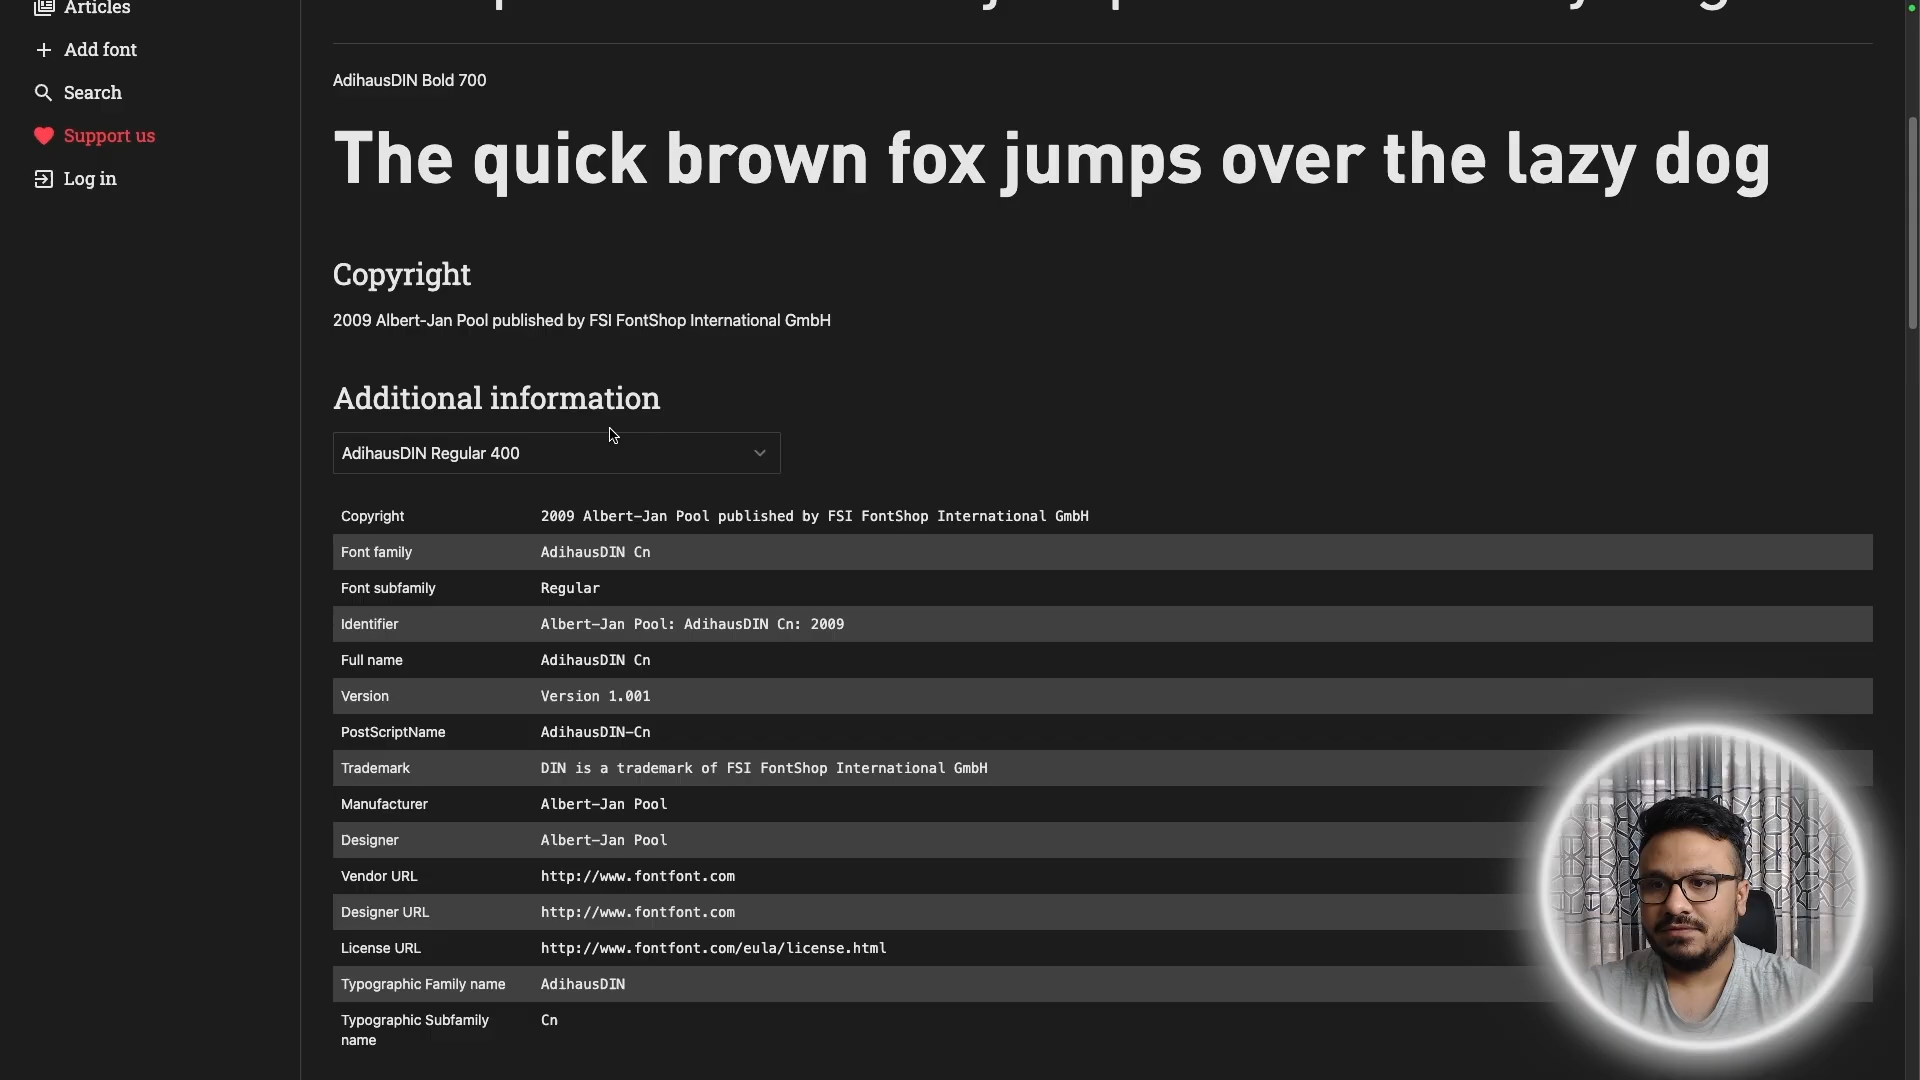 Articles
Add font
Search
Support us
Log in
AdihausDIN Bold 700
The quick brown fox jumps over the lazy dog
Copyright
2009 Albert-Jan Pool published by FSI FontShop International GmbH
Additional information
AdihausDIN Regular 400
Copyright 2009 Albert-Jan Pool published by FSI FontShop International GmbH
Font family AdihausDIN Cn
Font subfamily Regular
Identifier Albert-Jan Pool: AdihausDIN Cn: 2009
Full name AdihausDIN Cn
Version Version 1.001
PostScriptName AdihausDIN-Cn
Trademark DIN is a trademark of FSI FontShop International GmbH
Manufacturer Albert-Jan Pool
Designer Albert-Jan Pool
Vendor URL http://www.fontfont.com
Designer URL http://www.fontfont.com
License URL http://www.fontfont.com/eula/license.html
Typographic Family name AdihausDIN
Typographic Subfamily Cn
name